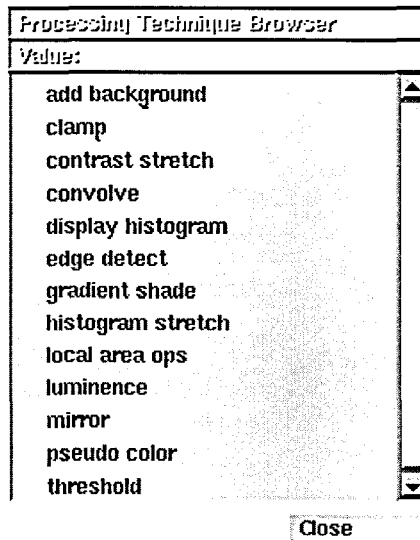 Processing Technique Browser
Value:
add background
clamp
contrast stretch
convolve
display histogram
edge detect
gradient shade
histogram stretch
local area ops
luminence
mirror
pseudo color
threshold
Close